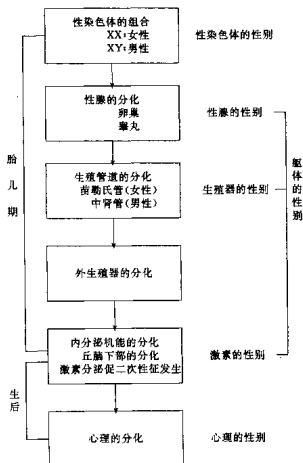 性染色体的组合
XX:女性
XY:男性
性染色体的性别
性腺的分化
卵巢
睾丸
性腺的性别
生殖管道的分化
苗勒氏管(女性)
中肾管(男性)
生殖器的性别
外生殖器的分化
内分泌机能的分化
丘脑下部的分化
激素分泌促二次性征发生
激素的性别
心理的分化
心理的性别
胎儿期
生后
躯体的性别